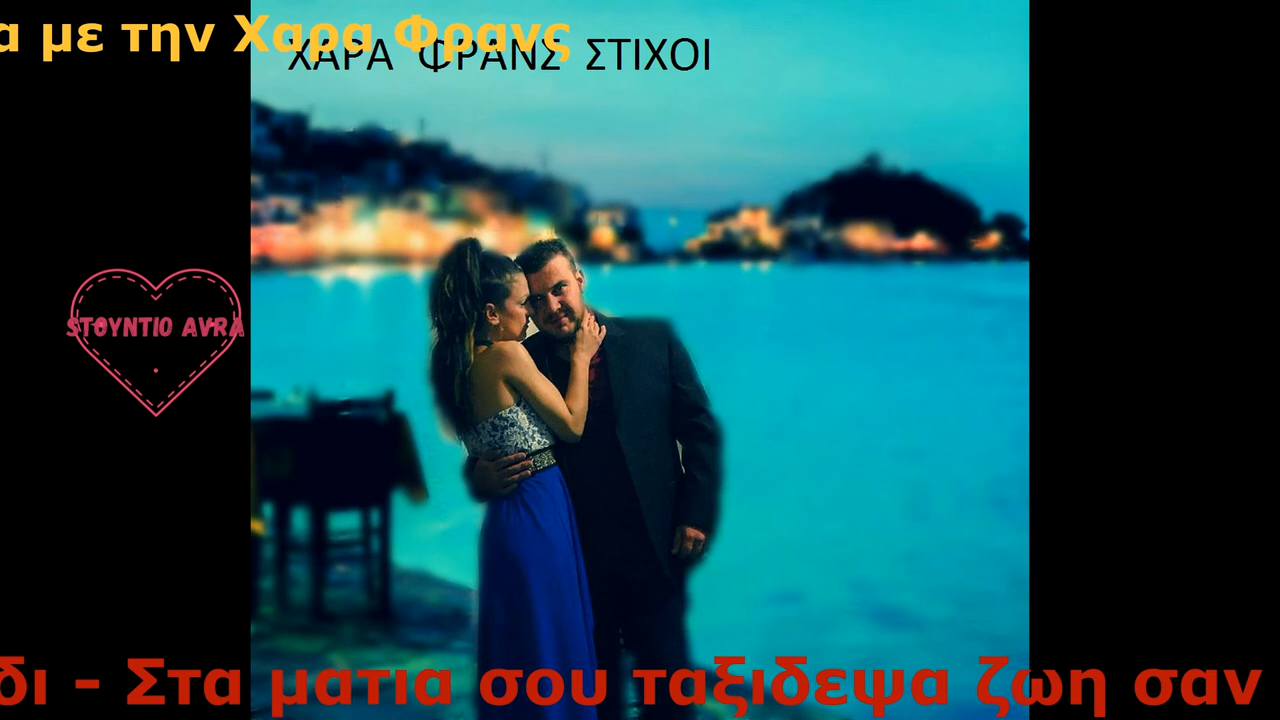 α με την Χαρα Φρανς
ΧΑΡΑ ΦΡΑΝΣ ΣΤΙΧΟΙ
STOYNTIO AVRA
δι - Στα ματια σου ταξιδεψα ζωη σαν